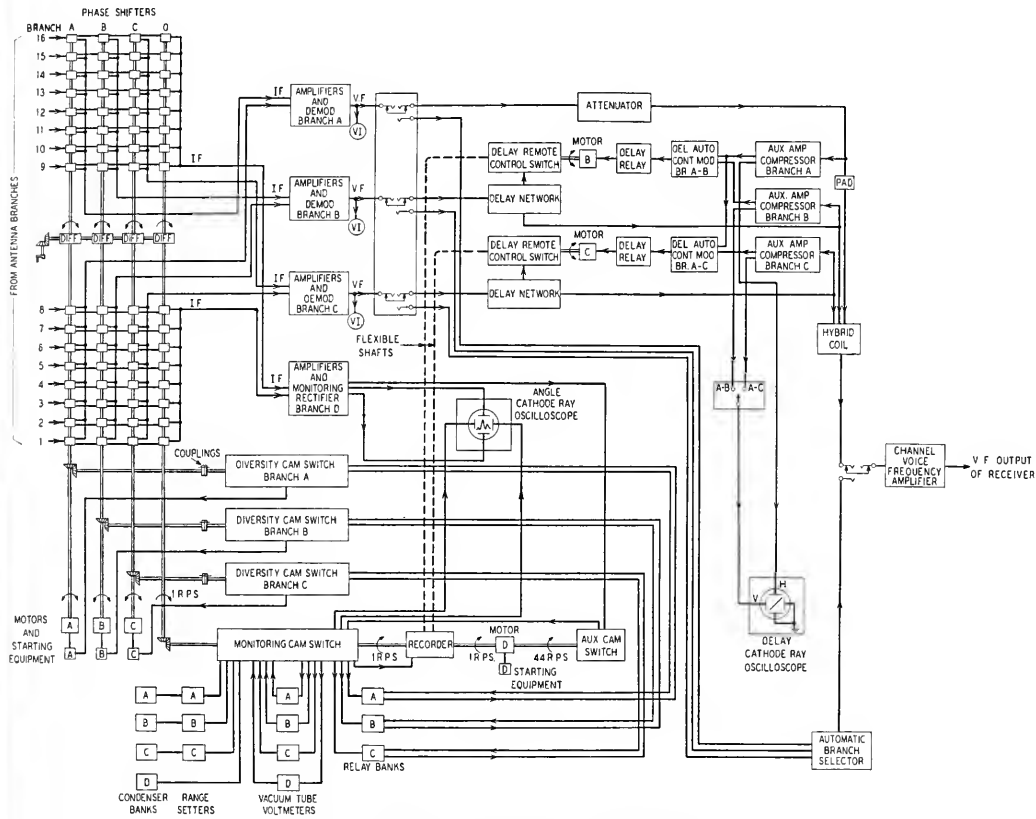 PHASE SHIFTERS
BRANCH A B C D
16
15
14
13
12
11
10
9
DIFF DIFF DIFF DIFF
8
7
6
5
4
3
2
1
FROM ANTENNA BRANCHES
IF
IF
IF
IF
IF
IF
AMPLIFIERS
AND
DEMOD
BRANCH A
VF
VI
AMPLIFIERS
AND
DEMOD
BRANCH B
VF
VI
AMPLIFIERS
AND
DEMOD
BRANCH C
VF
VI
AMPLIFIERS
AND
MONITORING
RECTIFIER
BRANCH D
ATTENUATOR
DELAY REMOTE
CONTROL SWITCH
MOTOR
B
DELAY
RELAY
DEL AUTO
CONT MOD
BR A-B
AUX AMP
COMPRESSOR
BRANCH A
PAD
DELAY NETWORK
AUX AMP
COMPRESSOR
BRANCH B
DELAY REMOTE
CONTROL SWITCH
MOTOR
C
DELAY
RELAY
DEL AUTO
CONT MOD
BR. A-C
AUX AMP
COMPRESSOR
BRANCH C
DELAY NETWORK
FLEXIBLE
SHAFTS
HYBRID
COIL
A-B A-C
ANGLE
CATHODE RAY
OSCILLOSCOPE
CHANNEL
VOICE
FREQUENCY
AMPLIFIER
V F OUTPUT
OF RECEIVER
COUPLINGS
DIVERSITY CAM SWITCH
BRANCH A
DIVERSITY CAM SWITCH
BRANCH B
DIVERSITY CAM SWITCH
BRANCH C
1 RPS
MOTORS
AND
STARTING
EQUIPMENT
A B C
A B C
MONITORING CAM SWITCH
1 RPS
RECORDER
1 RPS.
MOTOR
D
D
STARTING
EQUIPMENT
44 RPS
AUX CAM
SWITCH
H
V
DELAY
CATHODE RAY
OSCILLOSCOPE
A A A A
B B B B
C C C C
D D
RELAY BANKS
CONDENSER
BANKS
RANGE
SETTERS
VACUUM TUBE
VOLTMETERS
AUTOMATIC
BRANCH
SELECTOR